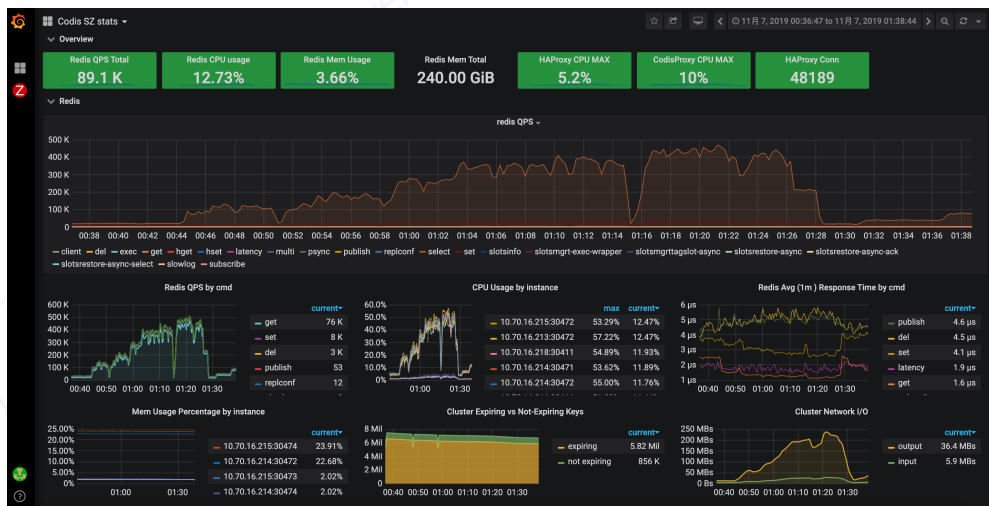 Codis SZ stats
11月 7, 2019 00:36:47 to 11月 7, 2019 01:38:44
Overview
Redis QPS Total
89.1 K
Redis CPU usage
12.73%
Redis Mem Usage
3.66%
Redis Mem Total
240.00 GiB
HAProxy CPU MAX
5.2%
CodisProxy CPU MAX
10%
HAProxy Conn
48189
Z
Redis
redis QPS
500 K
400 K
300 K
200 K
100 K
0
00:38 00:40 00:42 00:44 00:46 00:48 00:50 00:52 00:54 00:56 00:58 01:00 01:02 01:04 01:06 01:08 01:10 01:12 01:14 01:16 01:18 01:20 01:22 01:24 01:26 01:28 01:30 01:32 01:34 01:36 01:38
client del exec get hget hset latency multi psync publish replconf select set slotsinfo slotsmgrt-exec-wrapper slotsmgrttagslot-async slotsrestore-async slotsrestore-async-ack
slotsrestore-async-select slowlog subscribe
Redis QPS by cmd
600 K
500 K
400 K
300 K
200 K
100 K
0
00:40 00:50 01:00 01:10 01:20 01:30
current
get 76 K
set 8 K
del 3 K
publish 53
replconf 12
CPU Usage by instance
60.0%
50.0%
40.0%
30.0%
20.0%
10.0%
0%
01:00 01:30
max current
10.70.16.215:30472 53.29% 12.47%
10.70.16.213:30472 57.22% 12.47%
10.70.16.218:30411 54.89% 11.93%
10.70.16.214:30471 53.62% 11.89%
10.70.16.214:30472 55.00% 11.76%
Redis Avg (1m ) Response Time by cmd
6 µs
5 µs
4 µs
3 µs
2 µs
1 µs
00:40 00:50 01:00 01:10 01:20 01:30
current
publish 4.6 µs
del 4.5 µs
set 4.1 µs
latency 1.9 µs
get 1.6 µs
Mem Usage Percentage by instance
25.00%
20.00%
15.00%
10.00%
5.00%
0%
01:00 01:30
current
10.70.16.215:30474 23.91%
10.70.16.214:30472 22.68%
10.70.16.215:30473 2.02%
10.70.16.214:30474 2.02%
Cluster Expiring vs Not-Expiring Keys
8 Mil
6 Mil
4 Mil
2 Mil
0
00:40 00:50 01:00 01:10 01:20 01:30
current
expiring 5.82 Mil
not expiring 856 K
Cluster Network I/O
250 MBs
200 MBs
150 MBs
100 MBs
50 MBs
0 Bs
00:40 00:50 01:00 01:10 01:20 01:30
current
output 36.4 MBs
input 5.9 MBs